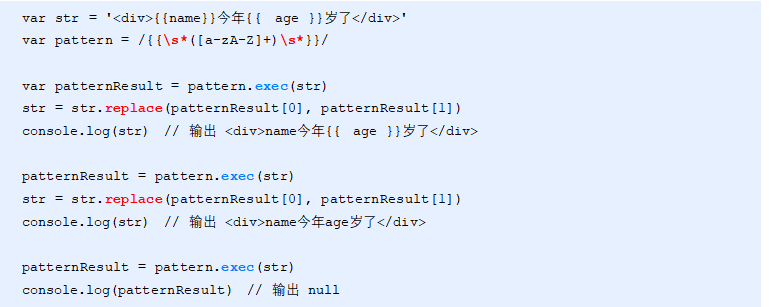 var str = '<div>{{name}}今年{{  age }}岁了</div>'
var pattern = /{{\s*([a-zA-Z]+)\s*}}/
var patternResult = pattern.exec(str)
str = str.replace(patternResult[0], patternResult[1])
console.log(str)  // 输出 <div>name今年{{  age }}岁了</div>
patternResult = pattern.exec(str)
str = str.replace(patternResult[0], patternResult[1])
console.log(str)  // 输出 <div>name今年age岁了</div>
patternResult = pattern.exec(str)
console.log(patternResult)  // 输出 null